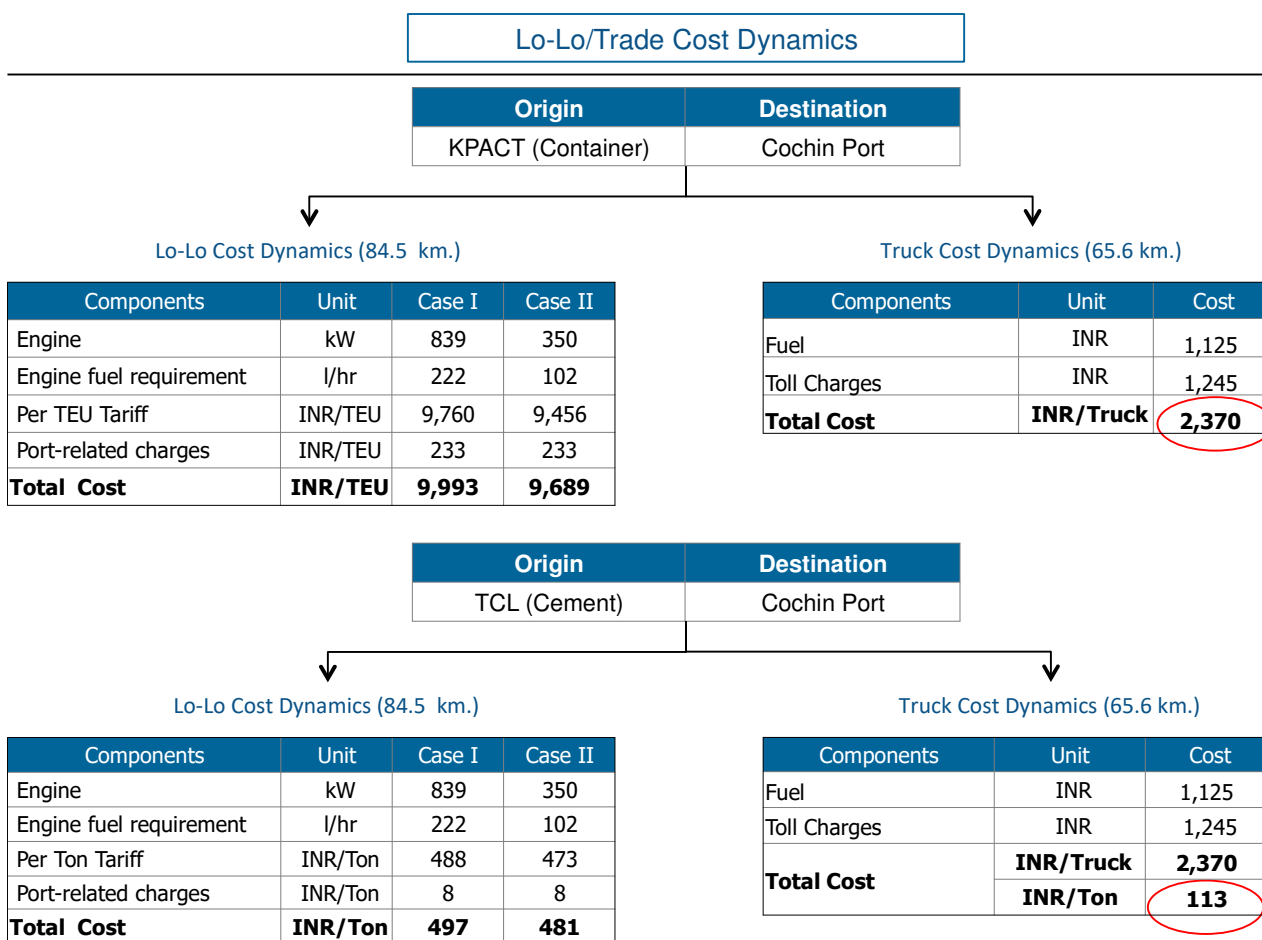 Lo-Lo/Trade Cost Dynamics
Origin Destination
KPACT (Container) Cochin Port
Lo-Lo Cost Dynamics (84.5 km.)
Components Unit Case I Case II
Engine kW 839 350
Engine fuel requirement l/hr 222 102
Per TEU Tariff INR/TEU 9,760 9,456
Port-related charges INR/TEU 233 233
Total Cost INR/TEU 9,993 9,689
Truck Cost Dynamics (65.6 km.)
Components Unit Cost
Fuel INR 1,125
Toll Charges INR 1,245
Total Cost INR/Truck 2,370
Origin Destination
TCL (Cement) Cochin Port
Lo-Lo Cost Dynamics (84.5 km.)
Components Unit Case I Case II
Engine kW 839 350
Engine fuel requirement l/hr 222 102
Per Ton Tariff INR/Ton 488 473
Port-related charges INR/Ton 8 8
Total Cost INR/Ton 497 481
Truck Cost Dynamics (65.6 km.)
Components Unit Cost
Fuel INR 1,125
Toll Charges INR 1,245
Total Cost INR/Truck 2,370
INR/Ton 113